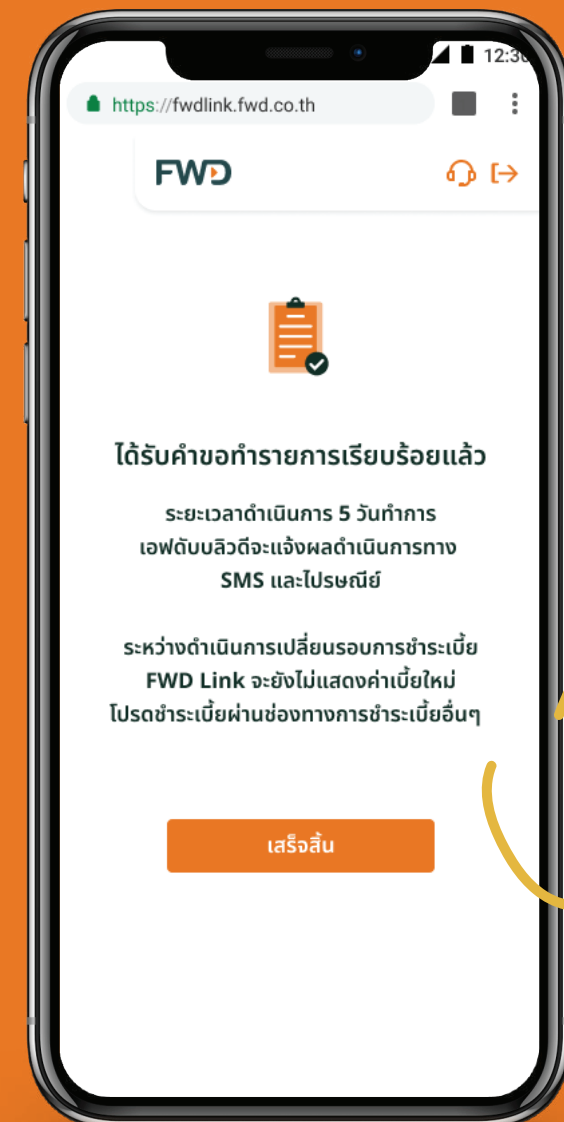 12:30
https://fwdlink.fwd.co.th
FWD
ได้รับคำขอทำรายการเรียบร้อยแล้ว
ระยะเวลาดำเนินการ 5 วันทำการ
เอฟดับบลิวดีจะแจ้งผลดำเนินการทาง
SMS และไปรษณีย์
ระหว่างดำเนินการเปลี่ยนรอบการชำระเบี้ย
FWD Link จะยังไม่แสดงค่าเบี้ยใหม่
โปรดชำระเบี้ยผ่านช่องทางการชำระเบี้ยอื่นๆ
เสร็จสิ้น